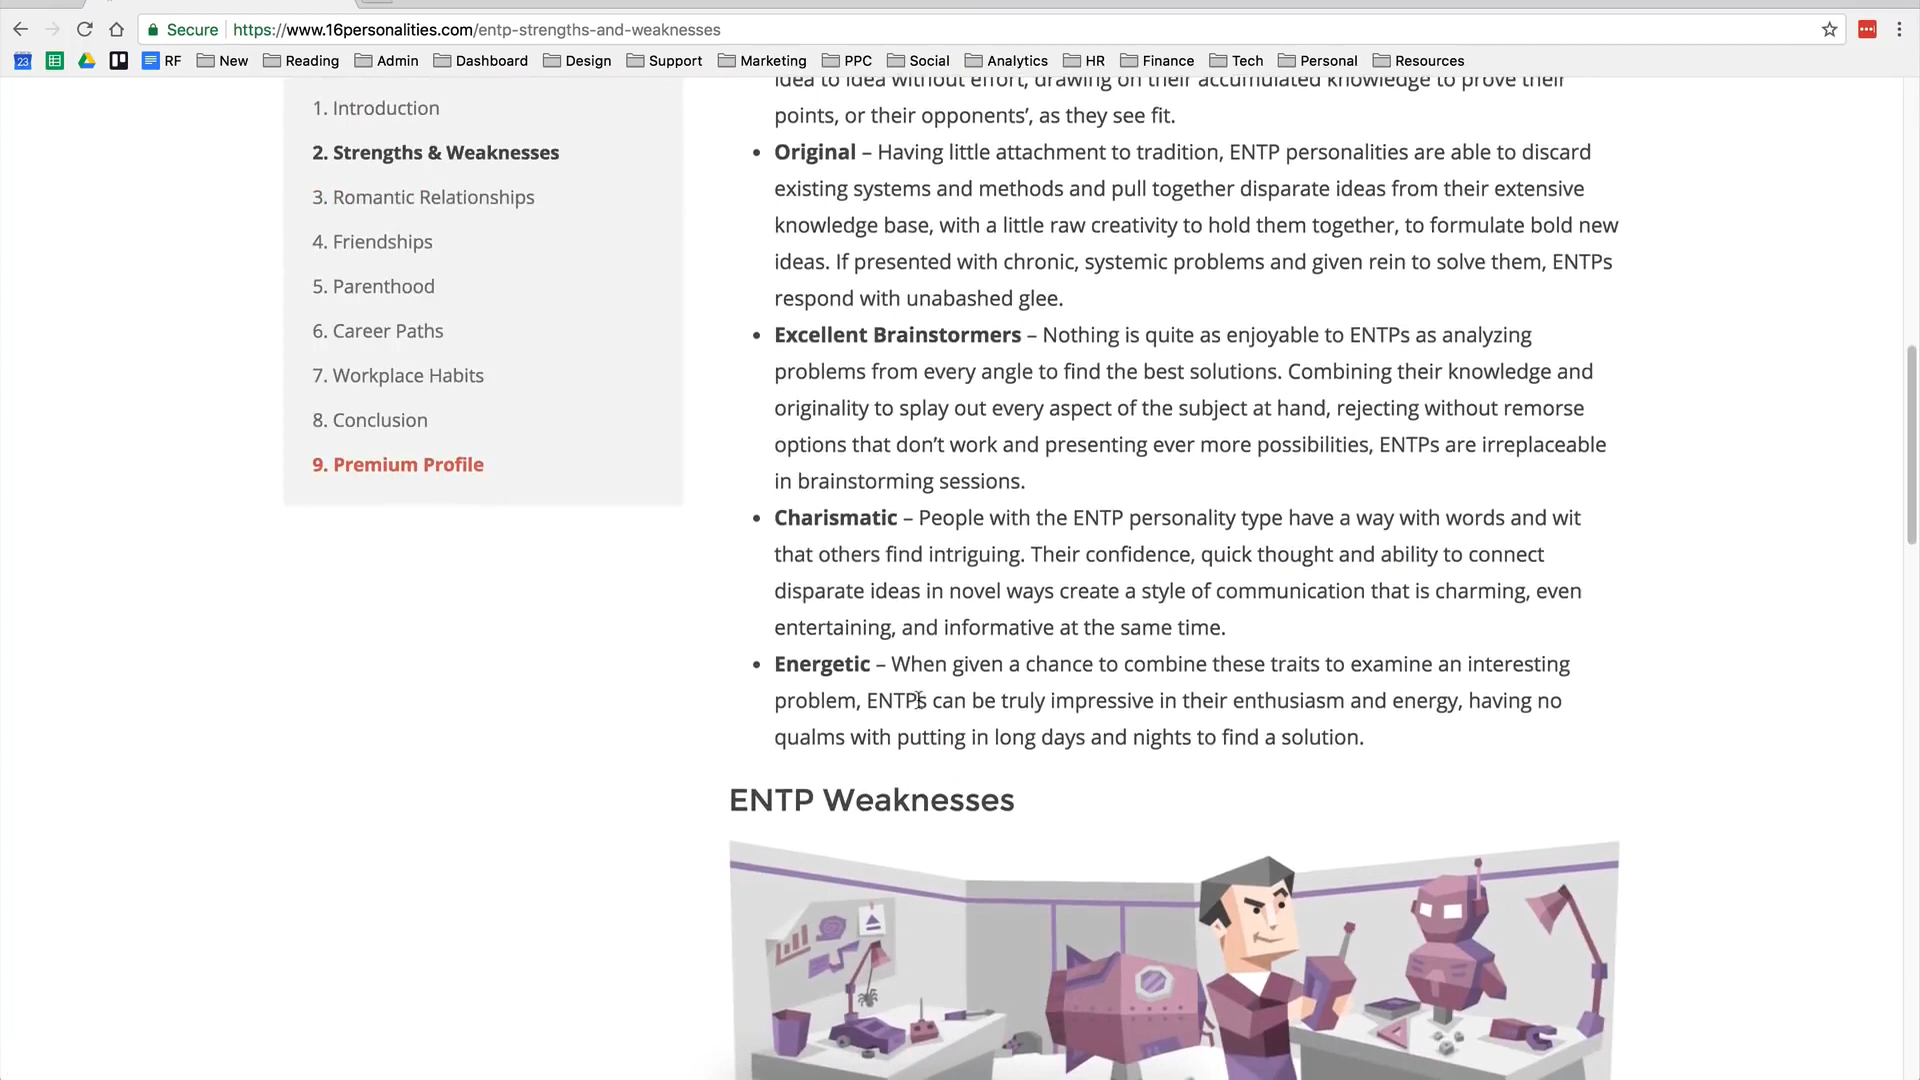 Secure https://www.16personalities.com/entp-strengths-and-weaknesses
23 RF New Reading Admin Dashboard Design Support Marketing PPC Social Analytics HR Finance Tech Personal Resources
1. Introduction
2. Strengths & Weaknesses
3. Romantic Relationships
4. Friendships
5. Parenthood
6. Career Paths
7. Workplace Habits
8. Conclusion
9. Premium Profile
idea to idea without effort, drawing on their accumulated knowledge to prove their
points, or their opponents’, as they see fit.
• Original – Having little attachment to tradition, ENTP personalities are able to discard
existing systems and methods and pull together disparate ideas from their extensive
knowledge base, with a little raw creativity to hold them together, to formulate bold new
ideas. If presented with chronic, systemic problems and given rein to solve them, ENTPs
respond with unabashed glee.
• Excellent Brainstormers – Nothing is quite as enjoyable to ENTPs as analyzing
problems from every angle to find the best solutions. Combining their knowledge and
originality to splay out every aspect of the subject at hand, rejecting without remorse
options that don’t work and presenting ever more possibilities, ENTPs are irreplaceable
in brainstorming sessions.
• Charismatic – People with the ENTP personality type have a way with words and wit
that others find intriguing. Their confidence, quick thought and ability to connect
disparate ideas in novel ways create a style of communication that is charming, even
entertaining, and informative at the same time.
• Energetic – When given a chance to combine these traits to examine an interesting
problem, ENTPs can be truly impressive in their enthusiasm and energy, having no
qualms with putting in long days and nights to find a solution.
ENTP Weaknesses